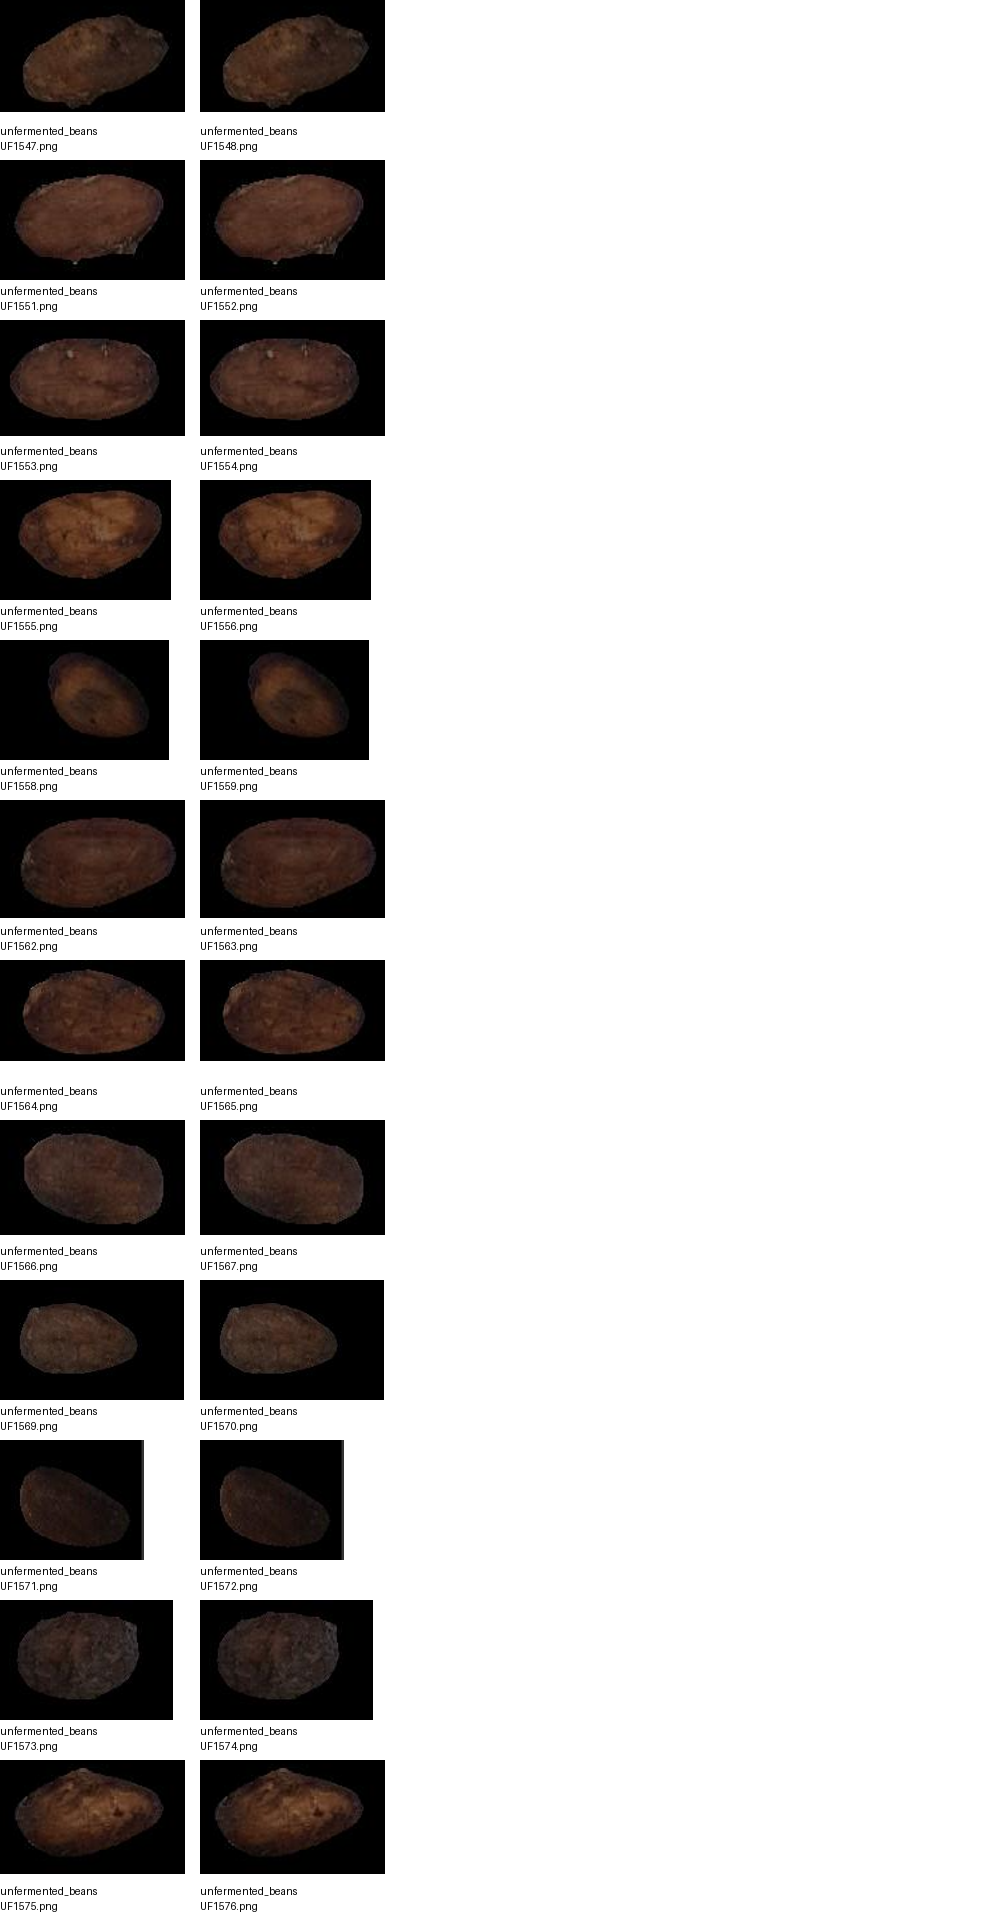 unfermented_beans unfermented_beans
UF1547.png UF1548.png
unfermented_beans unfermented_beans
UF1551.png UF1552.png
unfermented_beans unfermented_beans
UF1553.png UF1554.png
unfermented_beans unfermented_beans
UF1555.png UF1556.png
unfermented_beans unfermented_beans
UF1558.png UF1559.png
unfermented_beans unfermented_beans
UF1562.png UF1563.png
unfermented_beans unfermented_beans
UF1564.png UF1565.png
unfermented_beans unfermented_beans
UF1566.png UF1567.png
unfermented_beans unfermented_beans
UF1569.png UF1570.png
unfermented_beans unfermented_beans
UF1571.png UF1572.png
unfermented_beans unfermented_beans
UF1573.png UF1574.png
unfermented_beans unfermented_beans
UF1575.png UF1576.png